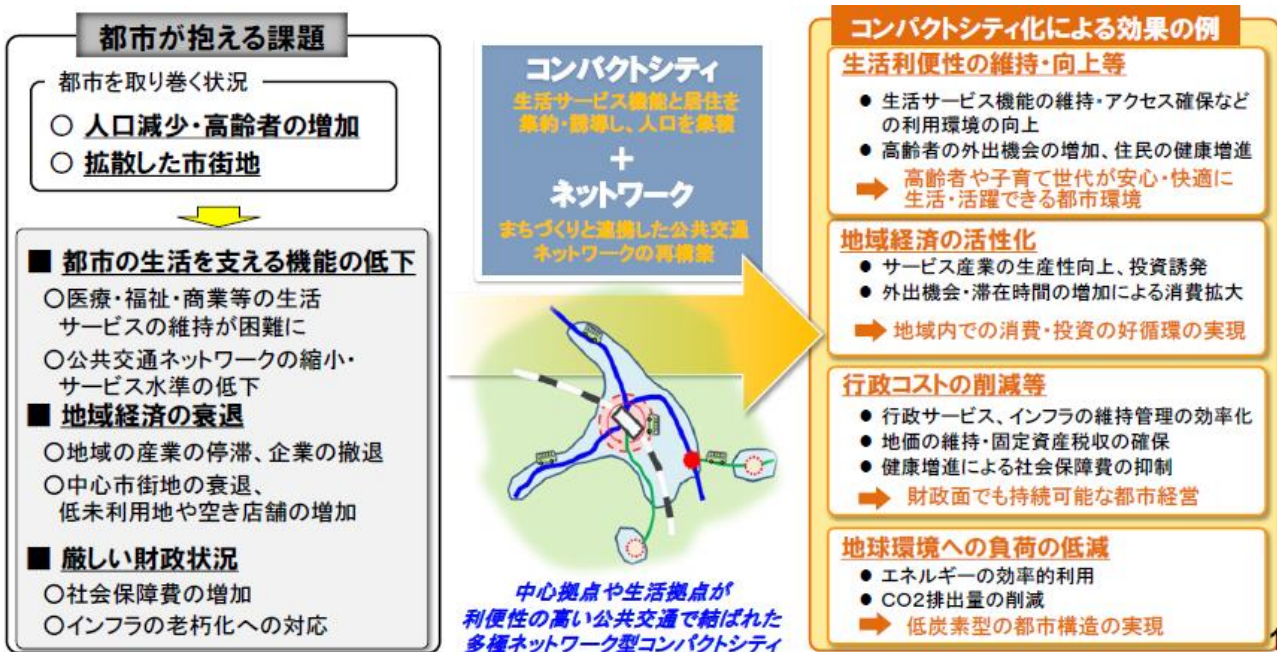 都市が抱える課題
都市を取り巻く状況
○ 人口減少・高齢者の増加
○ 拡散した市街地
■ 都市の生活を支える機能の低下
○医療・福祉・商業等の生活
サービスの維持が困難に
○公共交通ネットワークの縮小・
サービス水準の低下
■ 地域経済の衰退
○地域の産業の停滞、企業の撤退
○中心市街地の衰退、
低未利用地や空き店舗の増加
■ 厳しい財政状況
○社会保障費の増加
○インフラの老朽化への対応
コンパクトシティ
生活サービス機能と居住を
集約・誘導し、人口を集積
+
ネットワーク
まちづくりと連携した公共交通
ネットワークの再構築
中心拠点や生活拠点が
利便性の高い公共交通で結ばれた
多種ネットワーク型コンパクトシティ
コンパクトシティ化による効果の例
生活利便性の維持・向上等
● 生活サービス機能の維持・アクセス確保など
の利用環境の向上
● 高齢者の外出機会の増加、住民の健康増進
高齢者や子育て世代が安心・快適に
生活・活躍できる都市環境
地域経済の活性化
● サービス産業の生産性向上、投資誘発
● 外出機会・滞在時間の増加による消費拡大
地域内での消費・投資の好循環の実現
行政コストの削減等
● 行政サービス、インフラの維持管理の効率化
● 地価の維持・固定資産税収の確保
● 健康増進による社会保障費の抑制
財政面でも持続可能な都市経営
地球環境への負荷の低減
● エネルギーの効率的利用
● CO2排出量の削減
低炭素型の都市構造の実現